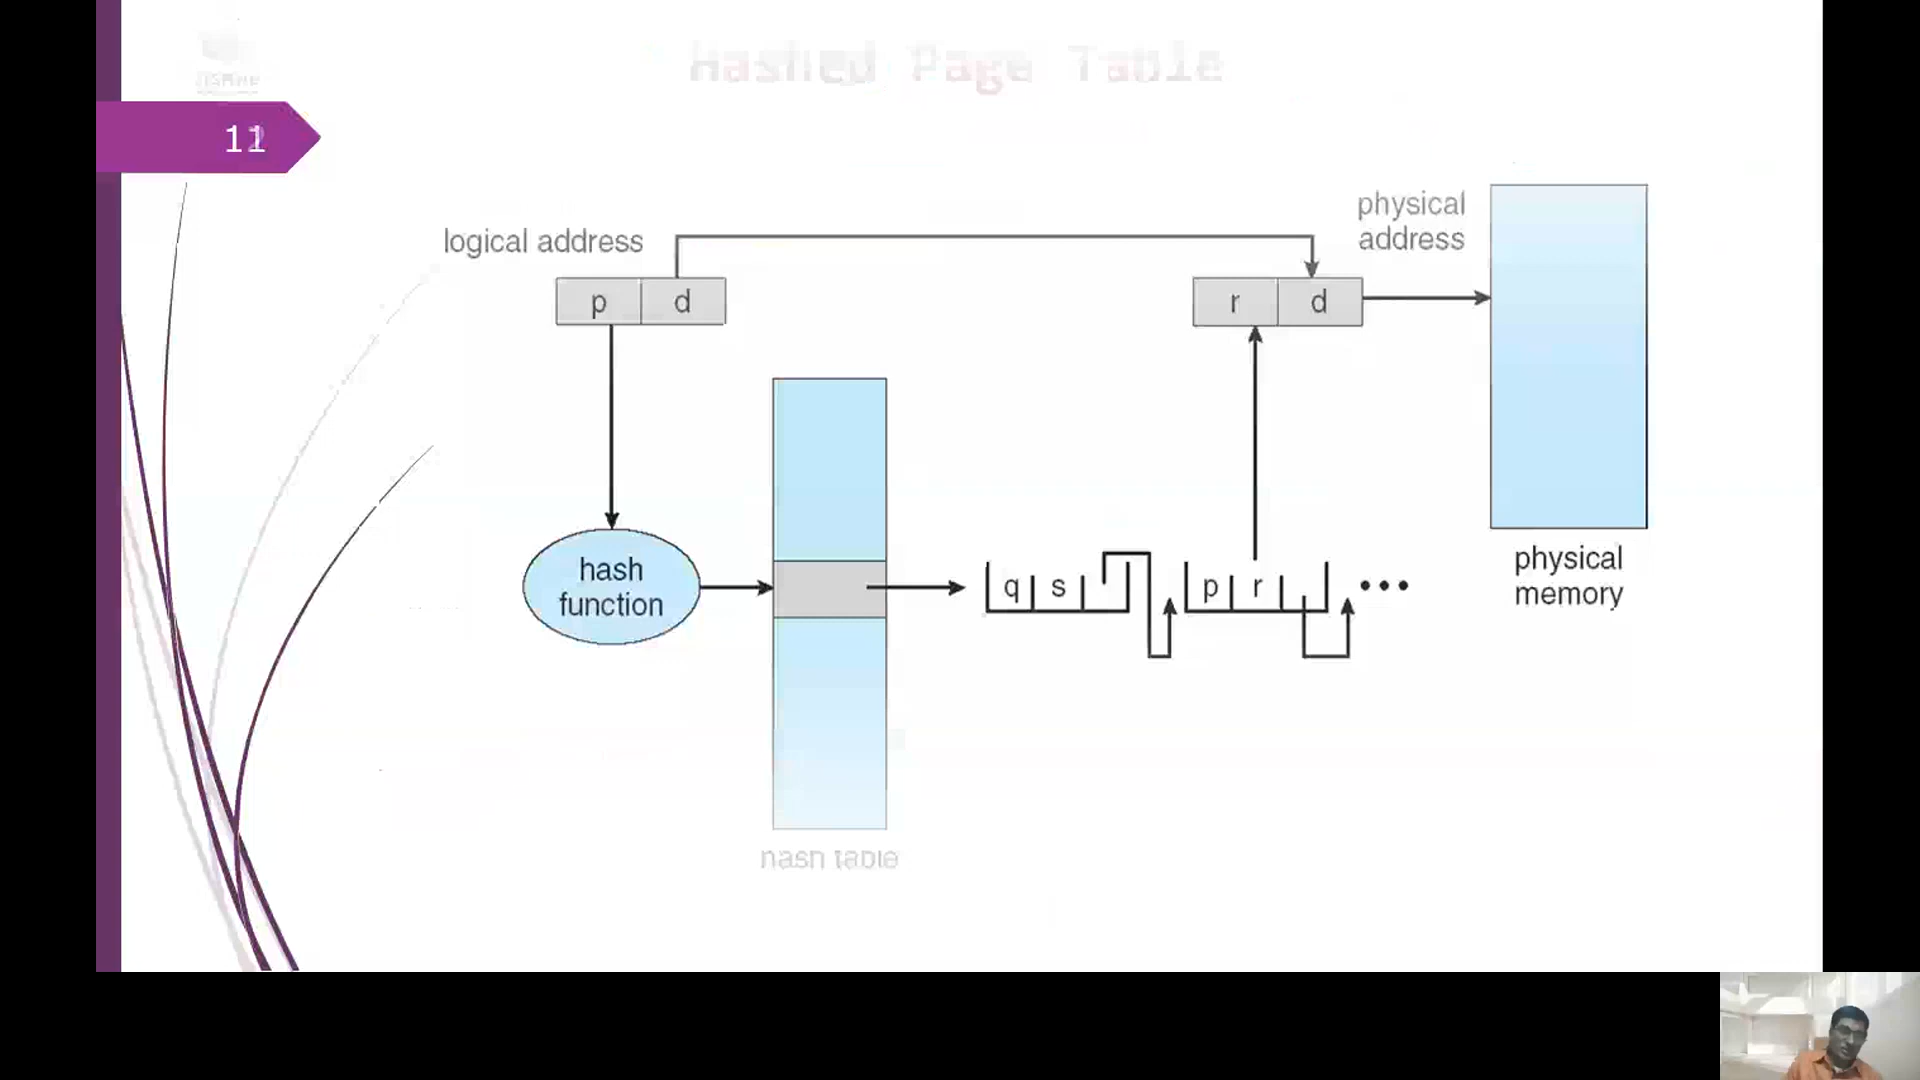 Hashed Page Table
11
logical address
physical
address
p d
r d
hash
function
q s
p r
•••
physical
memory
hash table